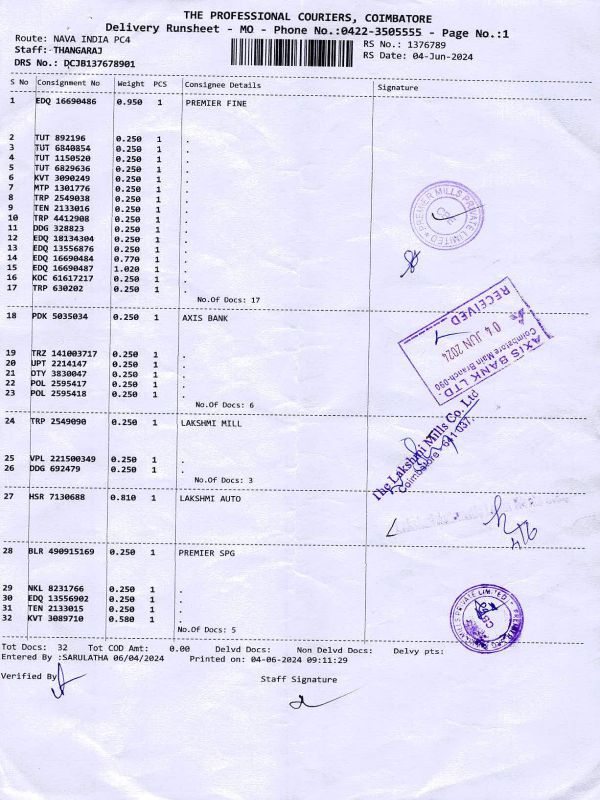 THE PROFESSIONAL COURIERS, COIMBATORE
Delivery Runsheet - MO - Phone No.:0422-3505555 - Page No.:1
Route: NAVA INDIA PC4
RS No.: 1376789
Staff: THANGARAJ
RS Date: 04-Jun-2024
DRS No.: DCJB137678901
S No Consignment No Weight PCS Consignee Details Signature
1 EDQ 16690486 0.950 1 PREMIER FINE
2 TUT 892196 0.250 1 .
3 TUT 6840854 0.250 1 .
4 TUT 1150520 0.250 1 .
5 TUT 6829636 0.250 1 .
6 KVT 3090249 0.250 1 .
7 MTP 1301776 0.250 1 .
8 TRP 2549038 0.250 1 .
9 TEN 2133016 0.250 1 .
10 TRP 4412908 0.250 1 .
11 DDG 328823 0.250 1 .
12 EDQ 18134304 0.250 1 .
13 EDQ 13556876 0.250 1 .
14 EDQ 16690484 0.770 1 .
15 EDQ 16690487 1.020 1 .
16 KOC 61617217 0.250 1 .
17 TRP 630202 0.250 1 .
No.Of Docs: 17
PREMIER MILLS PRIVATE LIMITED
18 PDK 5035034 0.250 1 AXIS BANK
19 TRZ 141003717 0.250 1 .
20 UPT 2214147 0.250 1 .
21 DTY 3830047 0.250 1 .
22 POL 2595417 0.250 1 .
23 POL 2595418 0.250 1 .
No.Of Docs: 6
RECEIVED
04 JUN 2024
AXIS BANK LTD
Coimbatore Main Branch-090
24 TRP 2549090 0.250 1 LAKSHMI MILL
25 VPL 221500349 0.250 1 .
26 DDG 692479 0.250 1 .
No.Of Docs: 3
The Lakshmi Mills Co. Ltd
Coimbatore - 641 037.
27 HSR 7130688 0.810 1 LAKSHMI AUTO
28 BLR 490915169 0.250 1 PREMIER SPG
29 NKL 8231766 0.250 1 .
30 EDQ 13556902 0.250 1 .
31 TEN 2133015 0.250 1 .
32 KVT 3089710 0.580 1 .
No.Of Docs: 5
Tot Docs: 32 Tot COD Amt: 0.00 Delvd Docs: Non Delvd Docs: Delvy pts:
Entered By :SARULATHA 06/04/2024 Printed on: 04-06-2024 09:11:29
Verified By
Staff Signature